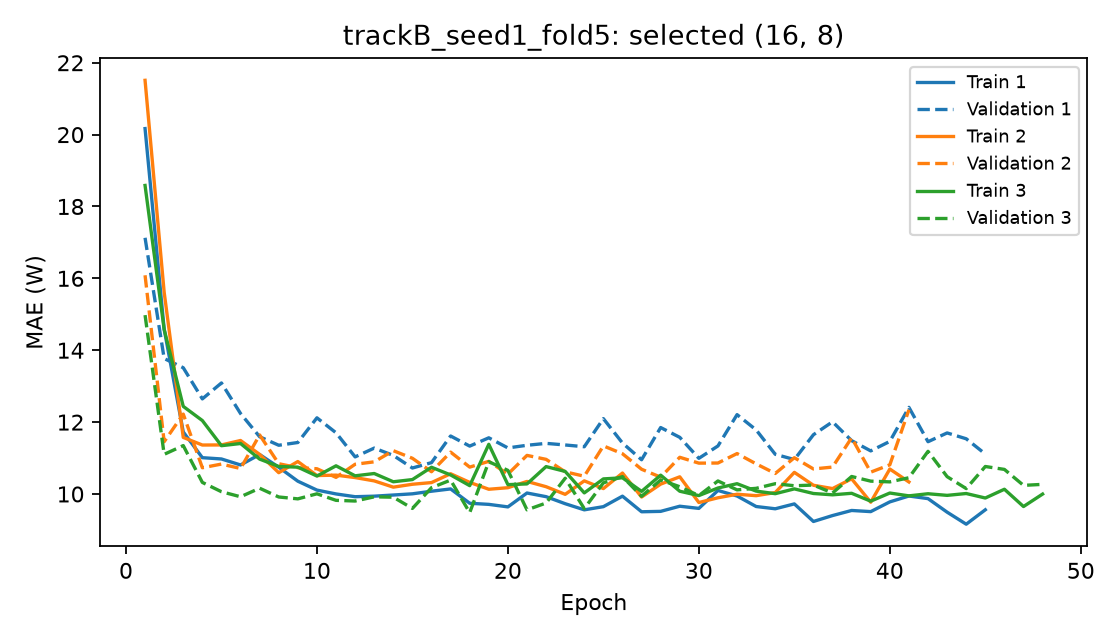 trackB_seed1_fold5: selected (16, 8)
22
20
18
16
14
12
10
MAE (W)
Train 1
Validation 1
Train 2
Validation 2
Train 3
Validation 3
0
10
20
30
40
50
Epoch